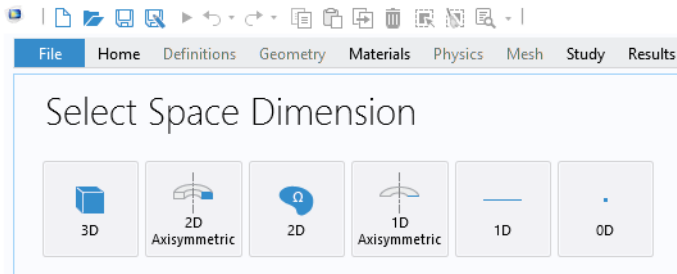 File Home Definitions Geometry Materials Physics Mesh Study Results
Select Space Dimension
Ω
3D
2D
Axisymmetric
2D
1D
Axisymmetric
1D
0D